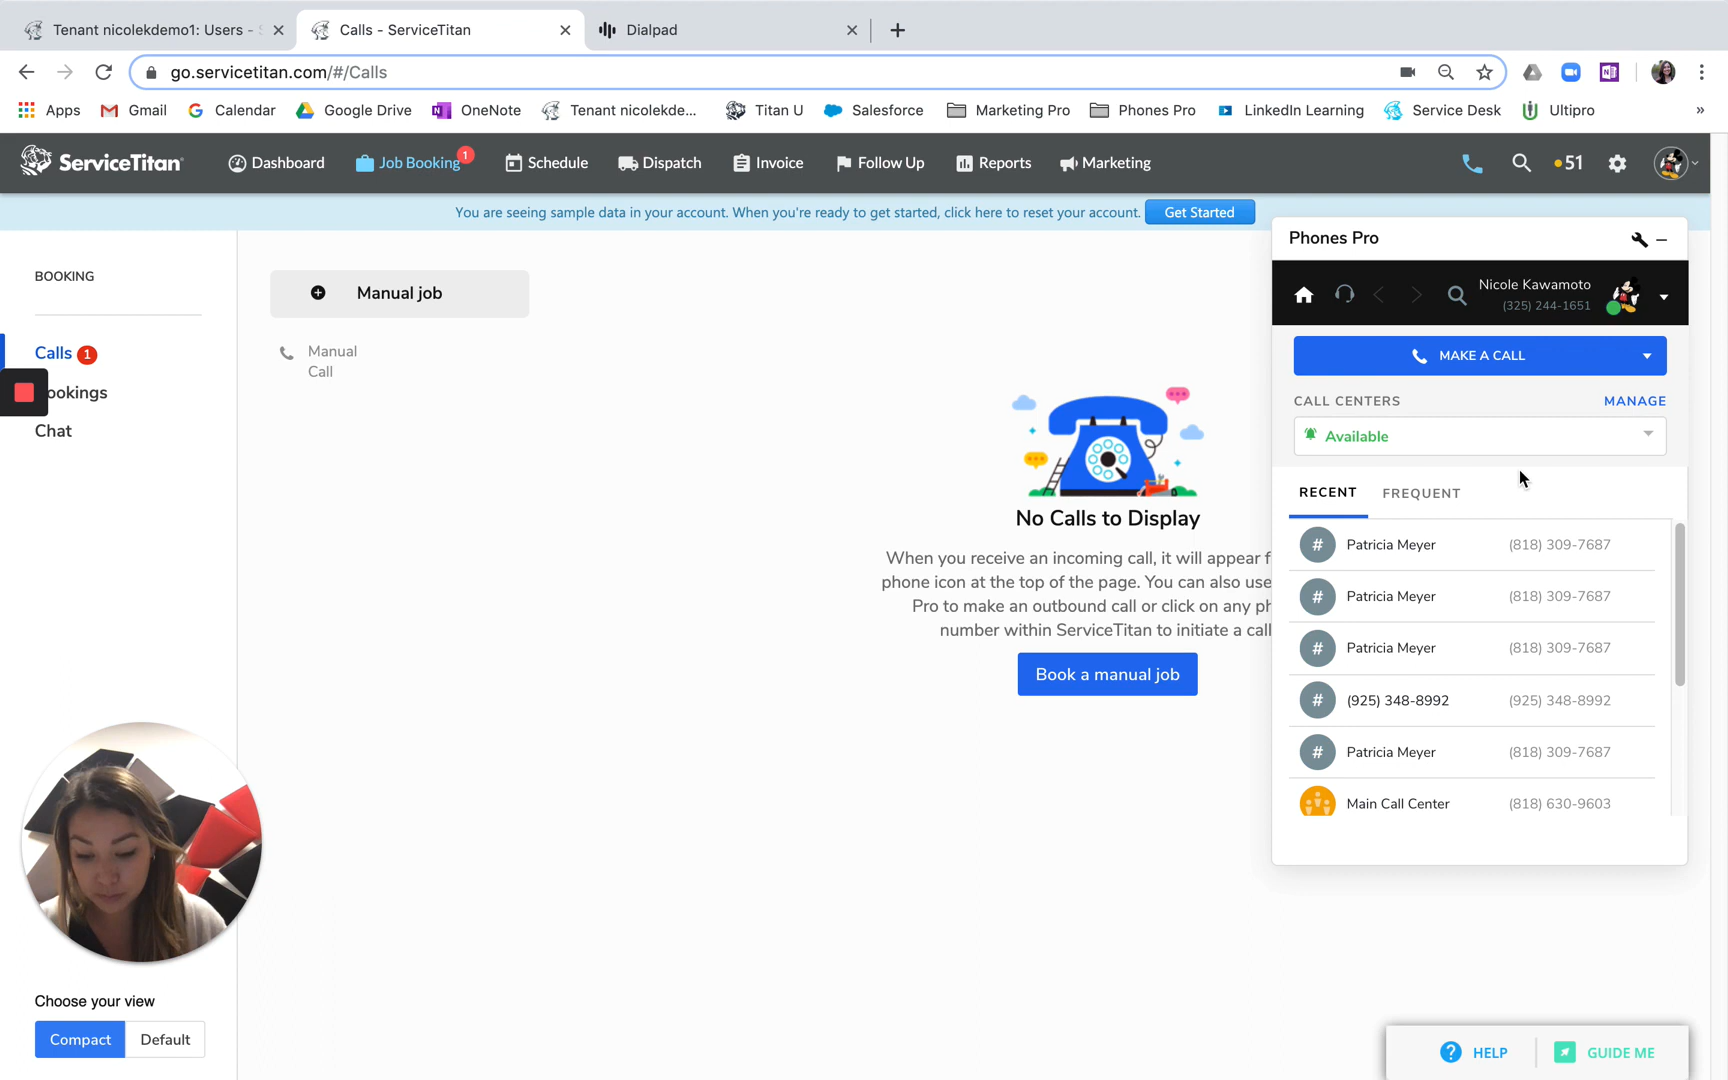 Tenant nicolekdemo1: Users - S
Calls - ServiceTitan
Dialpad
go.servicetitan.com/#/Calls
Apps
Gmail
Calendar
Google Drive
OneNote
Tenant nicolekde...
Titan U
Salesforce
Marketing Pro
Phones Pro
LinkedIn Learning
Service Desk
Ultipro
»
ServiceTitan
Dashboard
Job Booking
1
Schedule
Dispatch
Invoice
Follow Up
Reports
Marketing
51
You are seeing sample data in your account. When you're ready to get started, click here to reset your account.
Get Started
BOOKING
Calls 1
ookings
Chat
Manual job
Manual
Call
No Calls to Display
When you receive an incoming call, it will appear f
phone icon at the top of the page. You can also use
Pro to make an outbound call or click on any ph
number within ServiceTitan to initiate a call
Book a manual job
Phones Pro
Nicole Kawamoto
(325) 244-1651
MAKE A CALL
CALL CENTERS
MANAGE
Available
RECENT
FREQUENT
# Patricia Meyer (818) 309-7687
# Patricia Meyer (818) 309-7687
# Patricia Meyer (818) 309-7687
# (925) 348-8992 (925) 348-8992
# Patricia Meyer (818) 309-7687
Main Call Center (818) 630-9603
Choose your view
Compact
Default
? HELP
GUIDE ME